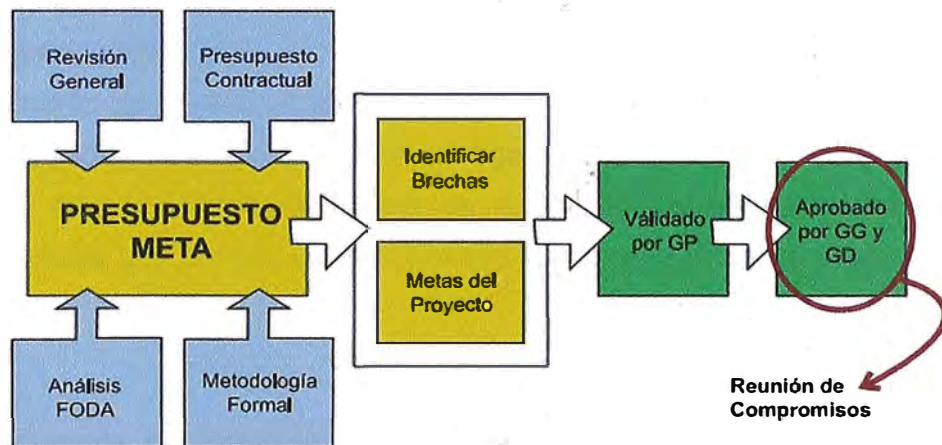 Revisión
General
Presupuesto
Contractual
PRESUPUESTO
META
Identificar
Brechas
Metas del
Proyecto
Válidado
por GP
Aprobado
por GG y
GD
Análisis
FODA
Metodología
Formal
Reunión de
Compromisos